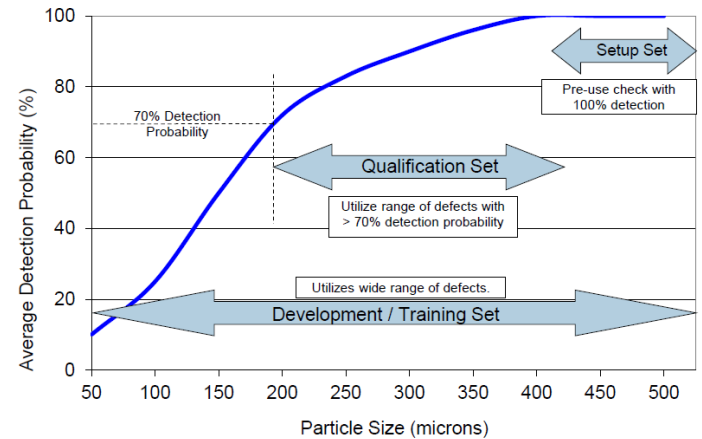 100
80
60
40
20
0
Average Detection Probability (%)
70% Detection
Probability
Setup Set
Pre-use check with
100% detection
Qualification Set
Utilize range of defects with
> 70% detection probability
Utilizes wide range of defects.
Development / Training Set
50 100 150 200 250 300 350 400 450 500
Particle Size (microns)